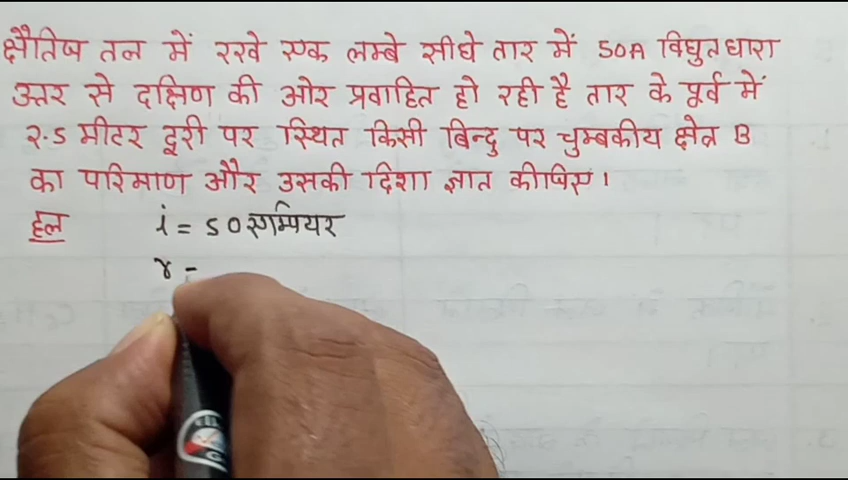 क्षैतिज तल में रखे एक लम्बे सीधे तार में 50A विधुतधारा
उत्तर से दक्षिण की ओर प्रवाहित हो रही है तार के पूर्व में
2.5 मीटर दूरी पर स्थित किसी बिन्दु पर चुम्बकीय क्षेत्र B
का परिमाण और उसकी दिशा ज्ञात कीजिए।
हल i = 50 एम्पियर
r =